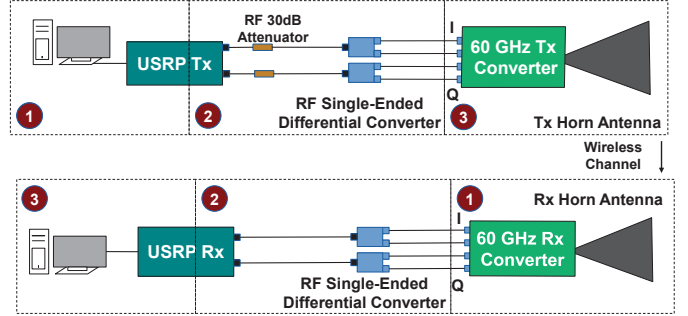 RF 30dB
Attenuator
I
USRP Tx
60 GHz Tx
Converter
Q
RF Single-Ended
Differential Converter
1
2
3
Tx Horn Antenna
Wireless
Channel
3
2
1
Rx Horn Antenna
I
USRP Rx
60 GHz Rx
Converter
RF Single-Ended
Differential Converter
Q